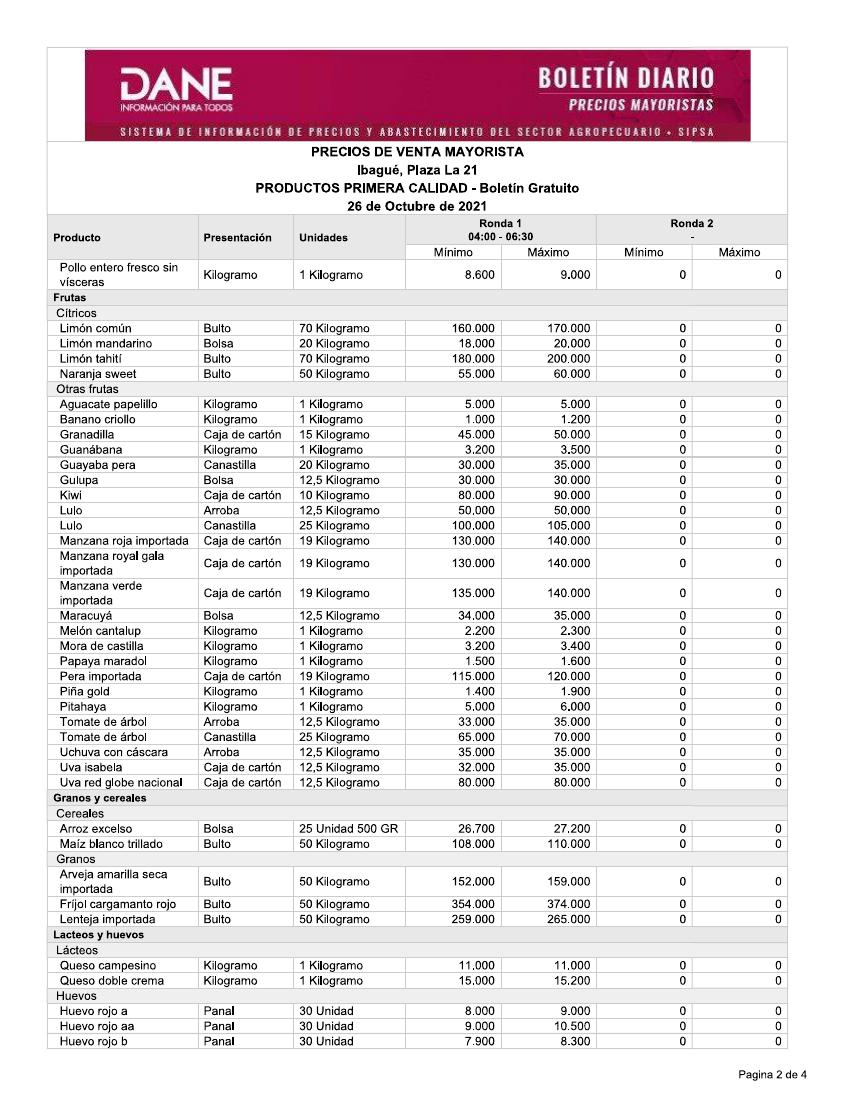 DANE
INFORMACIÓN PARA TODOS
BOLETÍN DIARIO
PRECIOS MAYORISTAS
SISTEMA DE INFORMACIÓN DE PRECIOS Y ABASTECIMIENTO DEL SECTOR AGROPECUARIO • SIPSA
PRECIOS DE VENTA MAYORISTA
Ibagué, Plaza La 21
PRODUCTOS PRIMERA CALIDAD - Boletín Gratuito
26 de Octubre de 2021
Producto Presentación Unidades Ronda 1 04:00 - 06:30 Ronda 2 -
Mínimo Máximo Mínimo Máximo
Pollo entero fresco sin vísceras Kilogramo 1 Kilogramo 8.600 9.000 0 0
Frutas
Cítricos
Limón común Bulto 70 Kilogramo 160.000 170.000 0 0
Limón mandarino Bolsa 20 Kilogramo 18.000 20.000 0 0
Limón tahití Bulto 70 Kilogramo 180.000 200.000 0 0
Naranja sweet Bulto 50 Kilogramo 55.000 60.000 0 0
Otras frutas
Aguacate papelillo Kilogramo 1 Kilogramo 5.000 5.000 0 0
Banano criollo Kilogramo 1 Kilogramo 1.000 1.200 0 0
Granadilla Caja de cartón 15 Kilogramo 45.000 50.000 0 0
Guanábana Kilogramo 1 Kilogramo 3.200 3.500 0 0
Guayaba pera Canastilla 20 Kilogramo 30.000 35.000 0 0
Gulupa Bolsa 12,5 Kilogramo 30.000 30.000 0 0
Kiwi Caja de cartón 10 Kilogramo 80.000 90.000 0 0
Lulo Arroba 12,5 Kilogramo 50.000 50.000 0 0
Lulo Canastilla 25 Kilogramo 100.000 105.000 0 0
Manzana roja importada Caja de cartón 19 Kilogramo 130.000 140.000 0 0
Manzana royal gala importada Caja de cartón 19 Kilogramo 130.000 140.000 0 0
Manzana verde importada Caja de cartón 19 Kilogramo 135.000 140.000 0 0
Maracuyá Bolsa 12,5 Kilogramo 34.000 35.000 0 0
Melón cantalup Kilogramo 1 Kilogramo 2.200 2.300 0 0
Mora de castilla Kilogramo 1 Kilogramo 3.200 3.400 0 0
Papaya maradol Kilogramo 1 Kilogramo 1.500 1.600 0 0
Pera importada Caja de cartón 19 Kilogramo 115.000 120.000 0 0
Piña gold Kilogramo 1 Kilogramo 1.400 1.900 0 0
Pitahaya Kilogramo 1 Kilogramo 5.000 6.000 0 0
Tomate de árbol Arroba 12,5 Kilogramo 33.000 35.000 0 0
Tomate de árbol Canastilla 25 Kilogramo 65.000 70.000 0 0
Uchuva con cáscara Arroba 12,5 Kilogramo 35.000 35.000 0 0
Uva isabela Caja de cartón 12,5 Kilogramo 32.000 35.000 0 0
Uva red globe nacional Caja de cartón 12,5 Kilogramo 80.000 80.000 0 0
Granos y cereales
Cereales
Arroz excelso Bolsa 25 Unidad 500 GR 26.700 27.200 0 0
Maíz blanco trillado Bulto 50 Kilogramo 108.000 110.000 0 0
Granos
Arveja amarilla seca importada Bulto 50 Kilogramo 152.000 159.000 0 0
Fríjol cargamanto rojo Bulto 50 Kilogramo 354.000 374.000 0 0
Lenteja importada Bulto 50 Kilogramo 259.000 265.000 0 0
Lacteos y huevos
Lácteos
Queso campesino Kilogramo 1 Kilogramo 11.000 11.000 0 0
Queso doble crema Kilogramo 1 Kilogramo 15.000 15.200 0 0
Huevos
Huevo rojo a Panal 30 Unidad 8.000 9.000 0 0
Huevo rojo aa Panal 30 Unidad 9.000 10.500 0 0
Huevo rojo b Panal 30 Unidad 7.900 8.300 0 0
Pagina 2 de 4